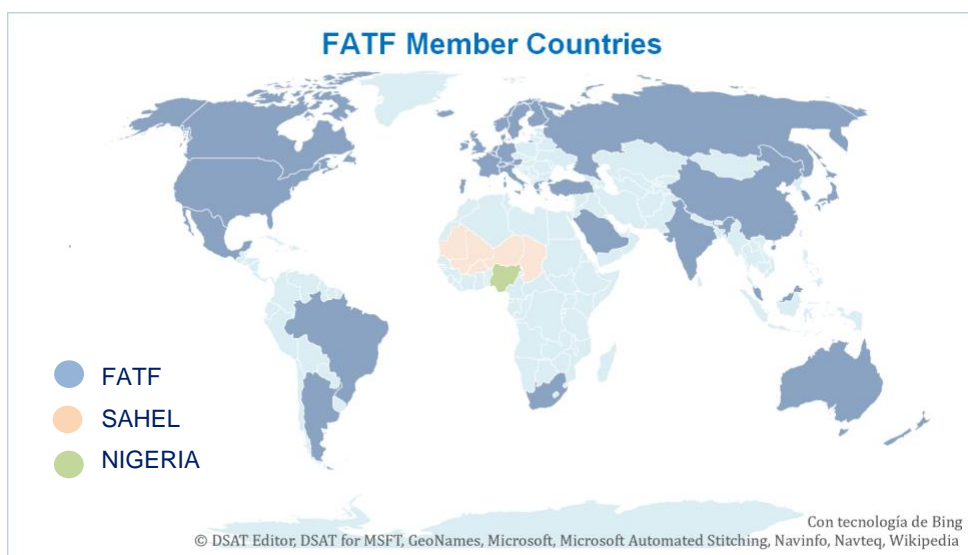 FATF Member Countries
FATF
SAHEL
NIGERIA
Con tecnología de Bing
© DSAT Editor, DSAT for MSFT, GeoNames, Microsoft, Microsoft Automated Stitching, Navinfo, Navteq, Wikipedia